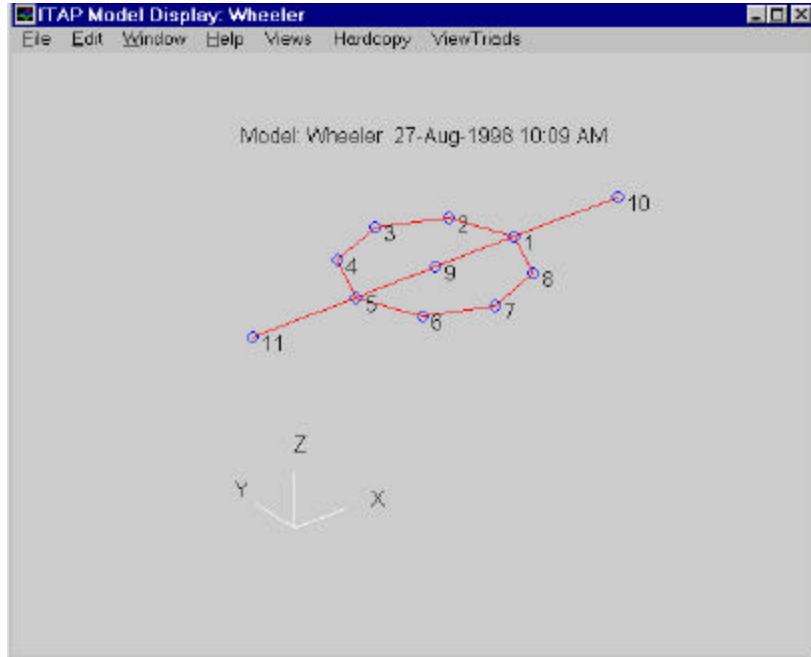 ITAP Model Display: Wheeler
File Edit Window Help Views Hardcopy ViewTriads
Model: Wheeler 27-Aug-1998 10:09 AM
10
2
3
1
4
9
8
5
7
6
11
Z
Y
X